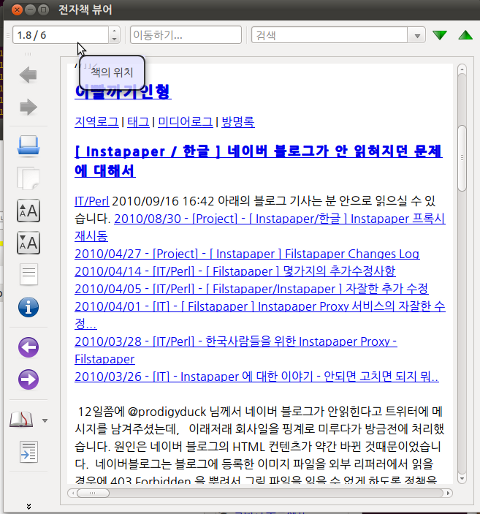 전자책 뷰어
1.8 / 6
이동하기...
검색
책의 위치
인형
지역로그 | 태그 | 미디어로그 | 방명록
[ Instapaper / 한글 ] 네이버 블로그가 안 읽혀지던 문제
에 대해서
IT/Perl 2010/09/16 16:42 아래의 블로그 기사는 분 안으로 읽으실 수 있
습니다. 2010/08/30 - [Project] - [ Instapaper/한글 ] Instapaper 프록시
재시동
2010/04/27 - [Project] - [ Instapaper ] Filstapaper Changes Log
2010/04/14 - [IT/Perl] - [ Filstapaper ] 몇가지의 추가수정사항
2010/04/05 - [IT/Perl] - [ Filstapaper/Instapaper ] 자잘한 추가 수정
2010/04/01 - [IT] - [ Filstapaper ] Instapaper Proxy 서비스의 자잘한 수
정...
2010/03/28 - [IT/Perl] - 한국사람들을 위한 Instapaper Proxy -
Filstapaper
2010/03/26 - [IT] - Instapaper 에 대한 이야기 - 안되면 고치면 되지 뭐..
12일쯤에 @prodigyduck 님께서 네이버 블로그가 안읽힌다고 트위터에 메
시지를 남겨주셨는데, 이래저래 회사일을 핑계로 미루다가 방금전에 처리했
습니다. 원인은 네이버 블로그의 HTML 컨텐츠가 약간 바뀐 것때문이었습니
다. 네이버블로그는 블로그에 등록한 이미지 파일을 외부 리퍼러에서 읽을
경우에 403 Forbidden 을 뿌려서 그림 파일을 읽을 수 없게 하도록 정책을